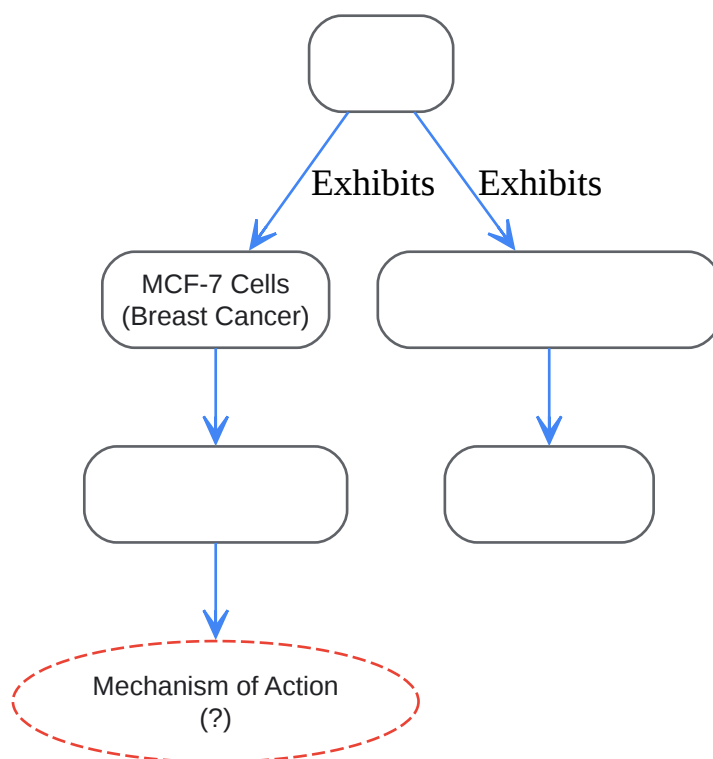 Exhibits Exhibits
MCF-7 Cells
(Breast Cancer)
Mechanism of Action
(?)